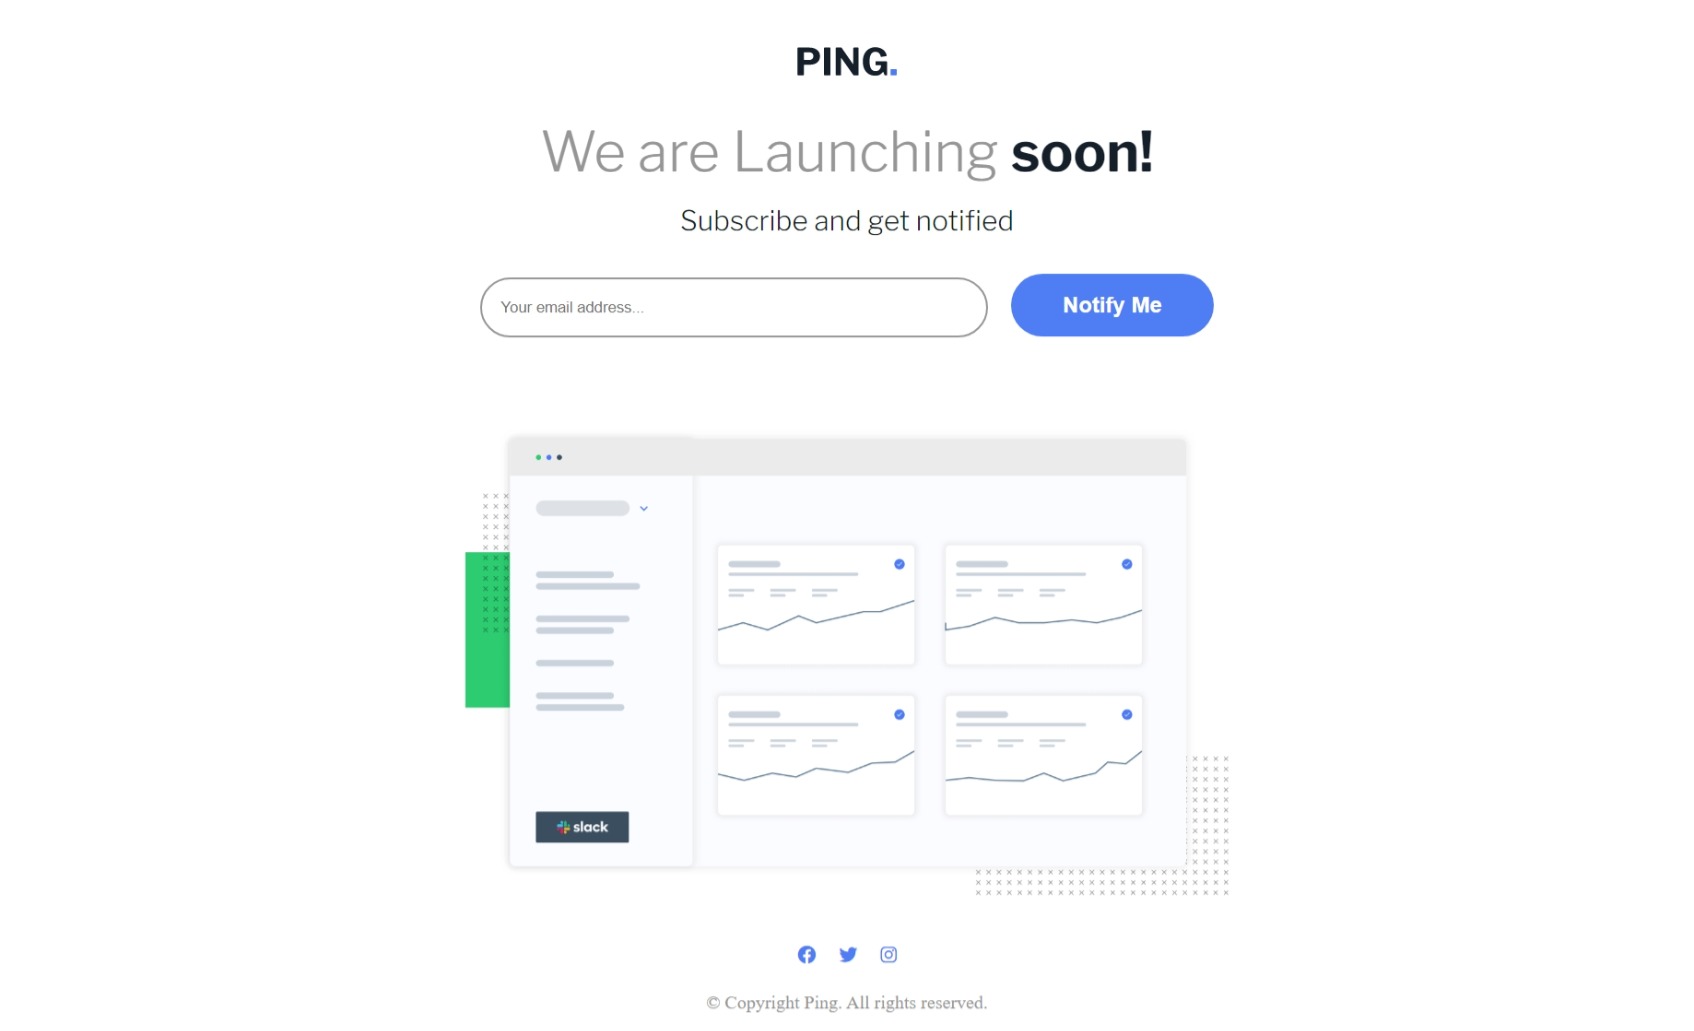 PING.
We are Launching soon!
Subscribe and get notified
Your email address...
Notify Me
slack
© Copyright Ping. All rights reserved.